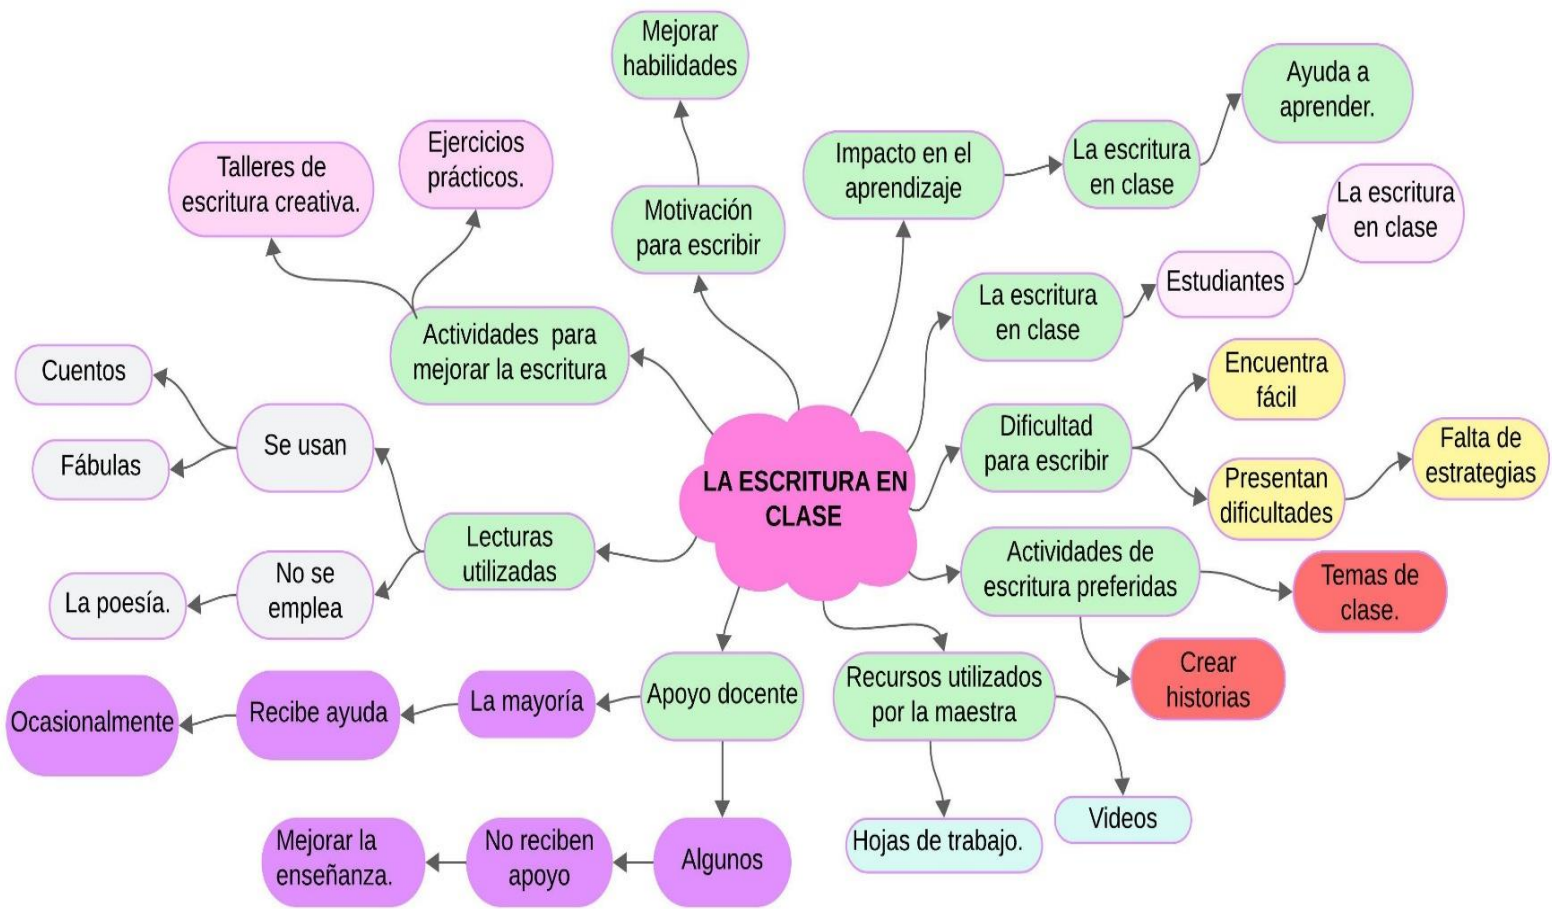 Mejorar
habilidades
Ayuda a
aprender.
Ejercicios
prácticos.
Impacto en el
aprendizaje
La escritura
en clase
Talleres de
escritura creativa.
Motivación
para escribir
La escritura
en clase
Estudiantes
La escritura
en clase
Actividades  para
mejorar la escritura
Encuentra
fácil
Cuentos
Se usan
Fábulas
Dificultad
para escribir
Falta de
estrategias
Presentan
dificultades
LA ESCRITURA EN
CLASE
Lecturas
utilizadas
Actividades de
escritura preferidas
No se
emplea
La poesía.
Temas de
clase.
Crear
historias
Apoyo docente
La mayoría
Recibe ayuda
Ocasionalmente
Recursos utilizados
por la maestra
Videos
Hojas de trabajo.
Algunos
No reciben
apoyo
Mejorar la
enseñanza.